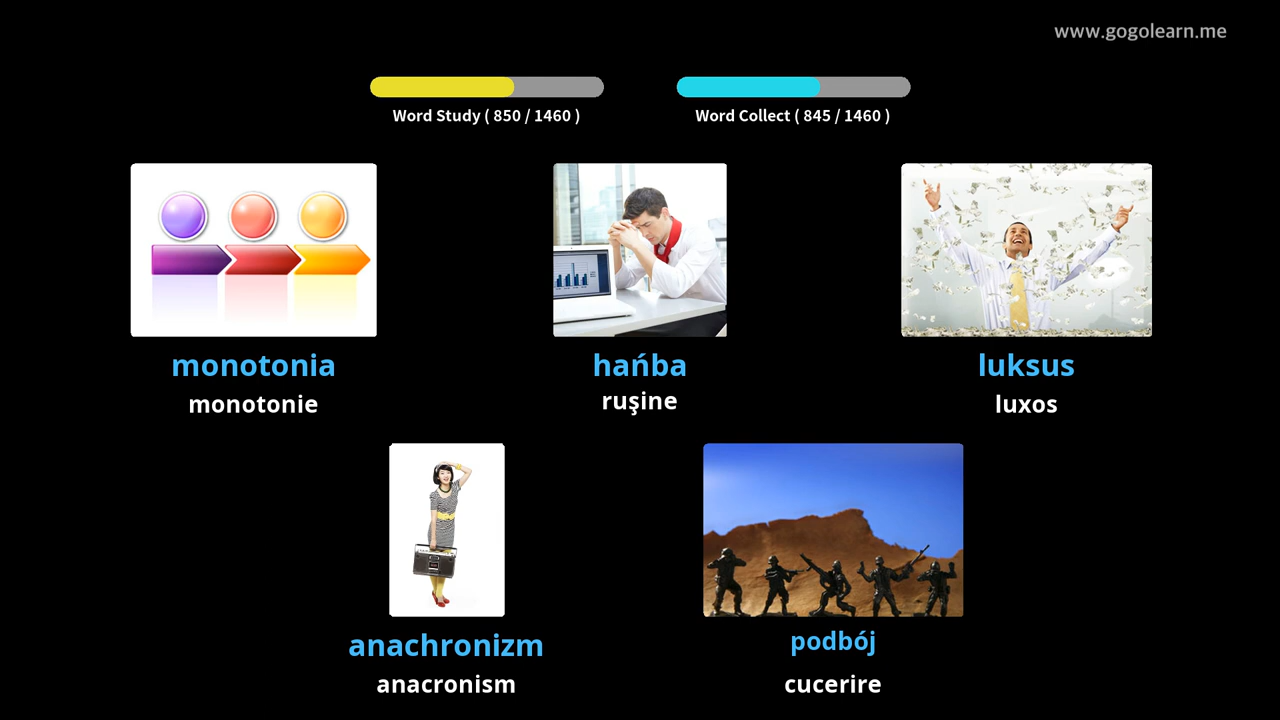 www.gogolearn.me
Word Study ( 850 / 1460 )
Word Collect ( 845 / 1460 )
monotonia
monotonie
hańba
ruşine
luksus
luxos
anachronizm
anacronism
podbój
cucerire